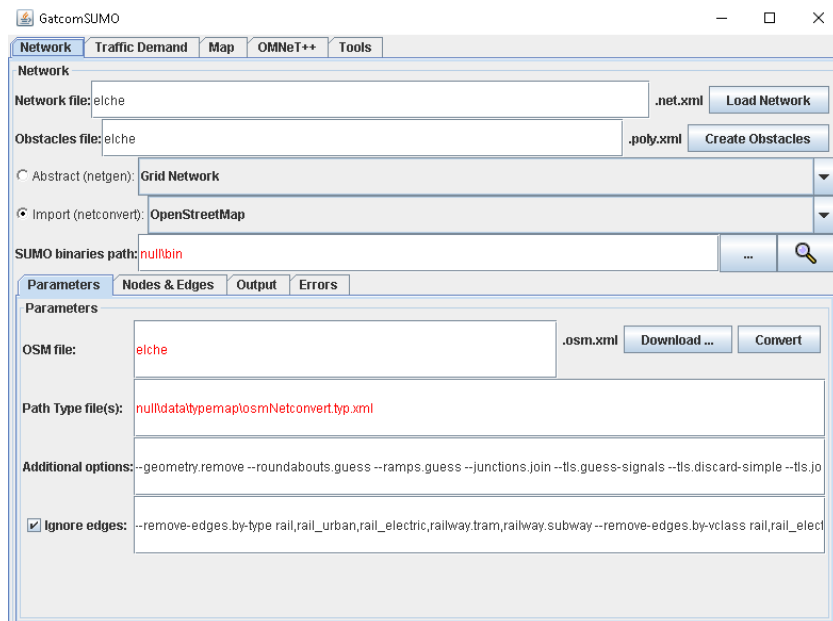 GatcomSUMO
Network Traffic Demand Map OMNeT++ Tools
Network
Network file: elche .net.xml Load Network
Obstacles file: elche .poly.xml Create Obstacles
Abstract (netgen): Grid Network
Import (netconvert): OpenStreetMap
SUMO binaries path: null\bin ...
Parameters Nodes & Edges Output Errors
Parameters
OSM file: elche .osm.xml Download ... Convert
Path Type file(s): null\data\typemap\osmNetconvert.typ.xml
Additional options: --geometry.remove --roundabouts.guess --ramps.guess --junctions.join --tls.guess-signals --tls.discard-simple --tls.jo
Ignore edges: --remove-edges.by-type rail,rail_urban,rail_electric,railway.tram,railway.subway --remove-edges.by-vclass rail,rail_elect